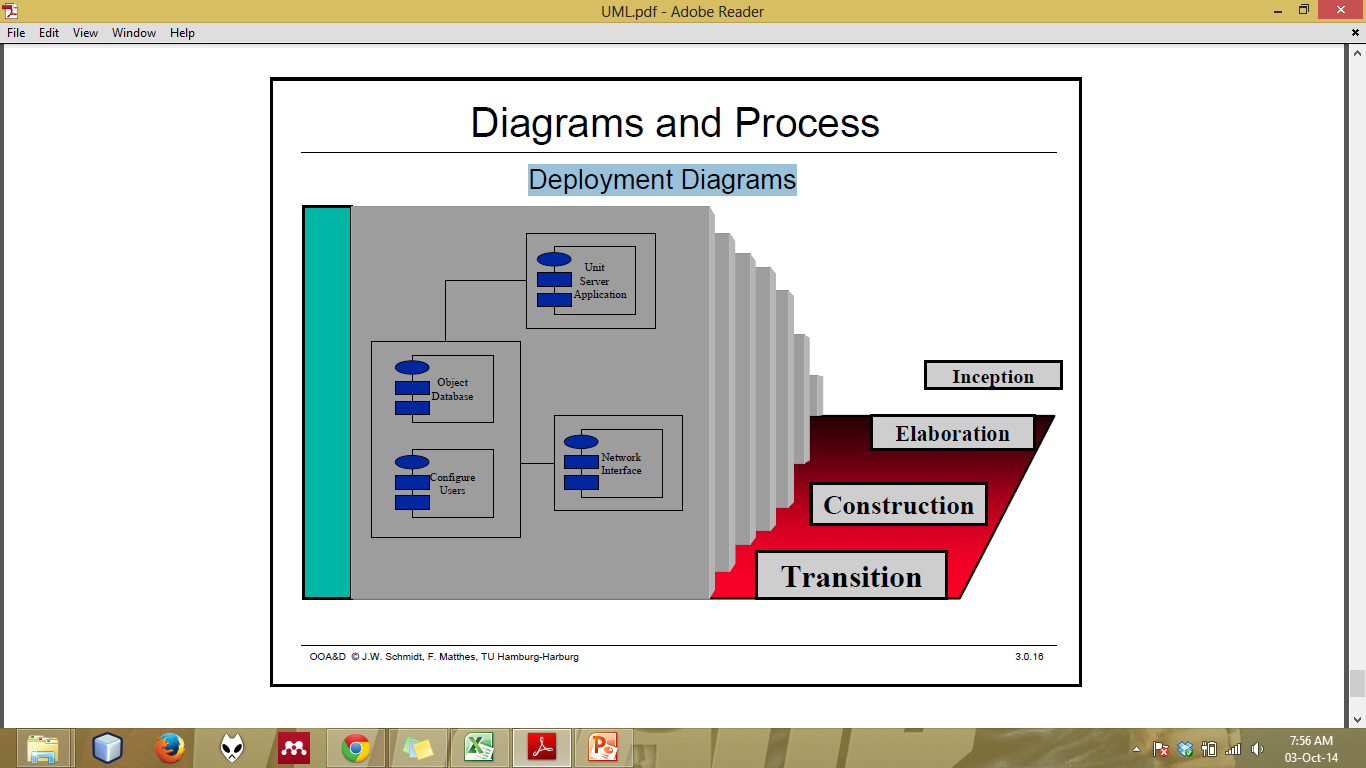 UML.pdf - Adobe Reader
File Edit View Window Help
Diagrams and Process
Deployment Diagrams
Unit
Server
Application
Object
Database
Configure
Users
Network
Interface
Inception
Elaboration
Construction
Transition
OOA&D © J.W. Schmidt, F. Matthes, TU Hamburg-Harburg
3.0.16
7:56 AM
03-Oct-14